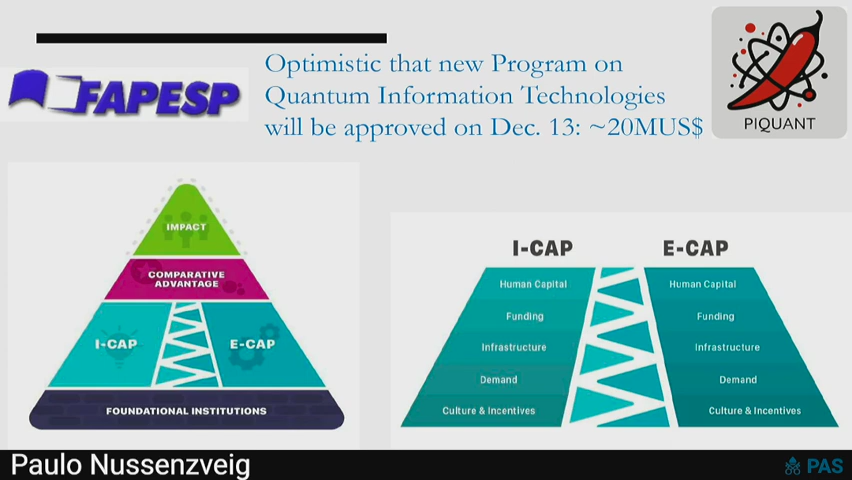 FAPESP
Optimistic that new Program on
Quantum Information Technologies
will be approved on Dec. 13: ~20MUS$
PIQUANT
IMPACT
COMPARATIVE
ADVANTAGE
I-CAP
E-CAP
FOUNDATIONAL INSTITUTIONS
I-CAP
E-CAP
Human Capital
Human Capital
Funding
Funding
Infrastructure
Infrastructure
Demand
Demand
Culture & Incentives
Culture & Incentives
Paulo Nussenzveig
PAS